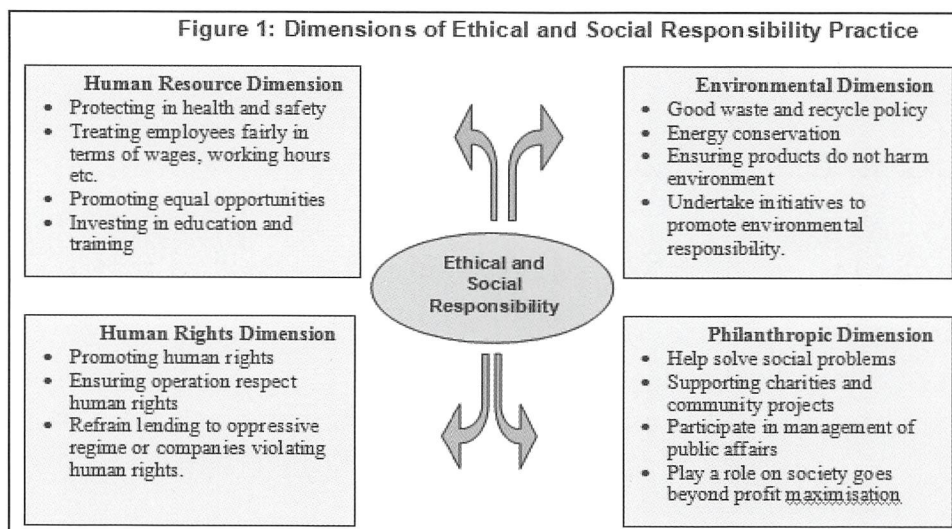 Figure 1: Dimensions of Ethical and Social Responsibility Practice
Human Resource Dimension
• Protecting in health and safety
• Treating employees fairly in
terms of wages, working hours
etc.
• Promoting equal opportunities
• Investing in education and
training
Environmental Dimension
• Good waste and recycle policy
• Energy conservation
• Ensuring products do not harm
environment
• Undertake initiatives to
promote environmental
responsibility.
Ethical and
Social
Responsibility
Human Rights Dimension
• Promoting human rights
• Ensuring operation respect
human rights
• Refrain lending to oppressive
regime or companies violating
human rights.
Philanthropic Dimension
• Help solve social problems
• Supporting charities and
community projects
• Participate in management of
public affairs
• Play a role on society goes
beyond profit maximisation